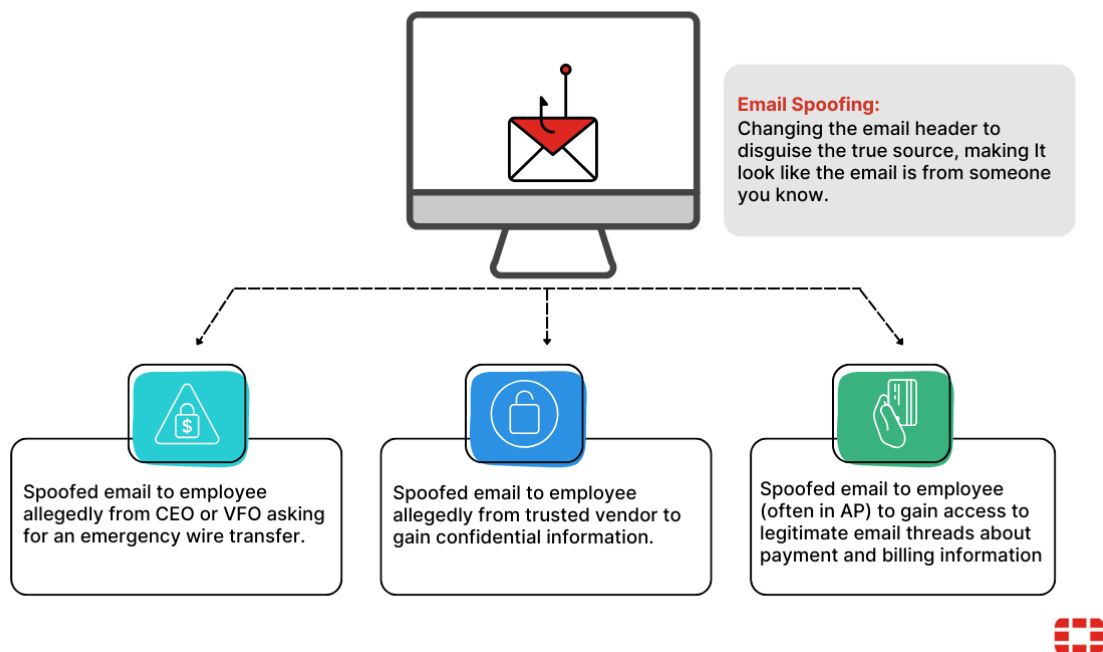 Email Spoofing:
Changing the email header to
disguise the true source, making It
look like the email is from someone
you know.
$
Spoofed email to employee
allegedly from CEO or VFO asking
for an emergency wire transfer.
Spoofed email to employee
allegedly from trusted vendor to
gain confidential information.
Spoofed email to employee
(often in AP) to gain access to
legitimate email threads about
payment and billing information